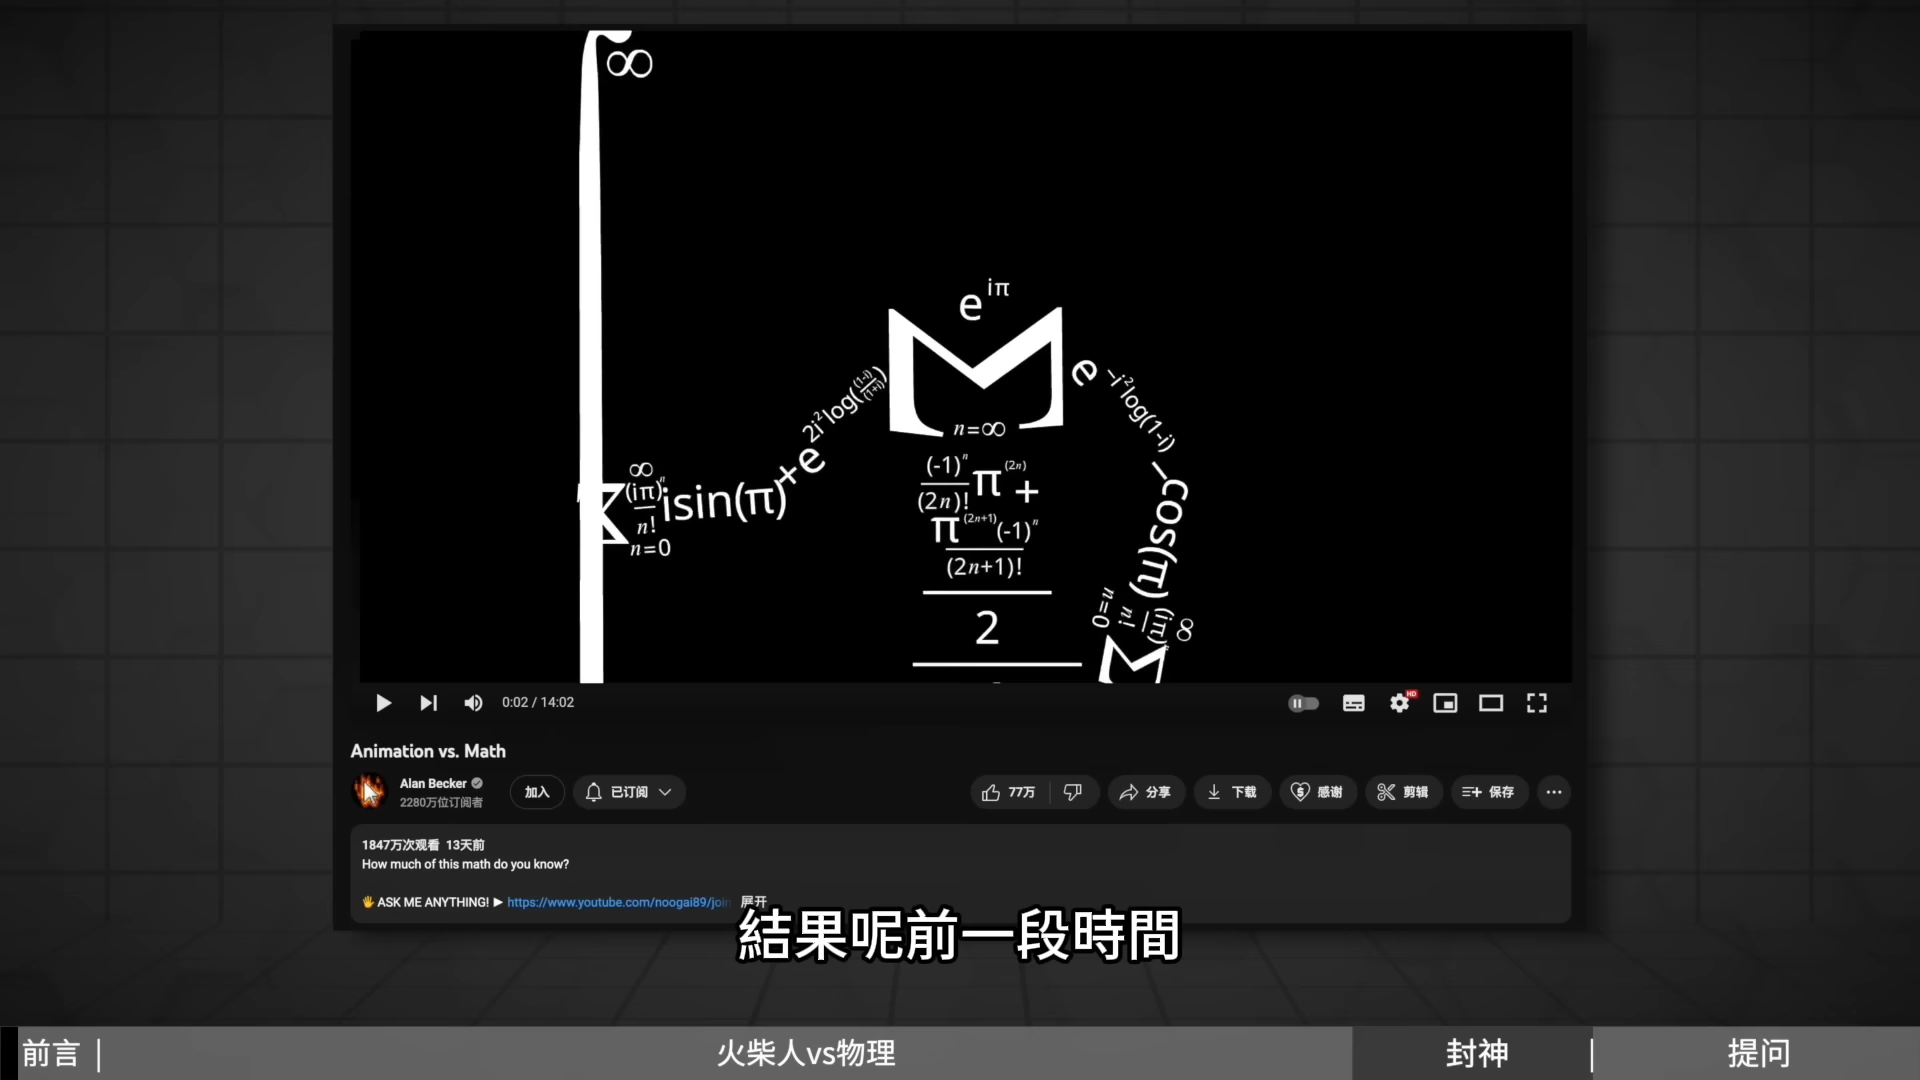 ∞
e^{iπ}
n=∞
(-1)^n
(2n)!
π^{(2n)} +
π^{(2n+1)}(-1)^n
(2n+1)!
2
∞
(iπ)^n
n!
n=0
isin(π)
+e^{2i²log((1-i)/(1+i))}
e^{-i²log(1-i)}
-cos(π)
∞
(iπ)^n
n!
n=0
0:02 / 14:02
HD
Animation vs. Math
Alan Becker
2280万位订阅者
加入
已订阅
77万
分享
下载
感谢
剪辑
保存
1847万次观看 13天前
How much of this math do you know?
🖐 ASK ME ANYTHING! ► https://www.youtube.com/noogai89/join 展开
結果呢前一段時間
前言 |
火柴人vs物理
封神 |
提问